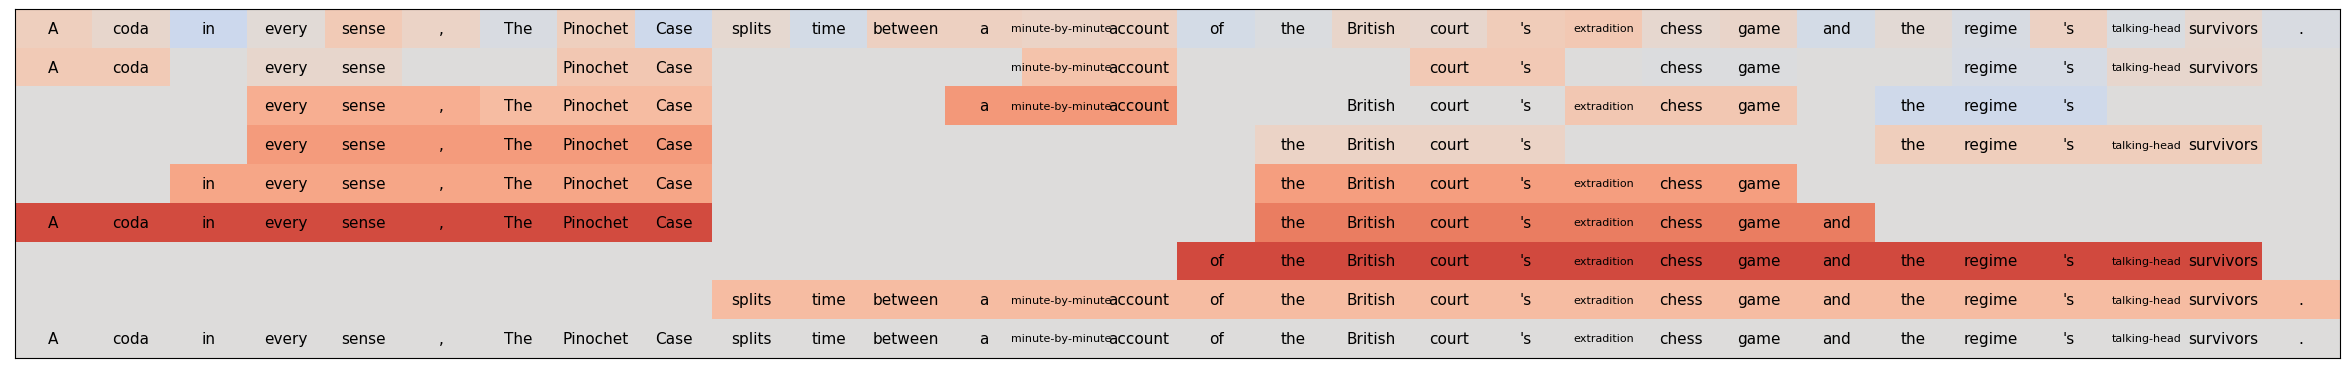 A coda in every sense , The Pinochet Case splits time between a minute-by-minute account of the British court 's extradition chess game and the regime 's talking-head survivors .
A coda every sense Pinochet Case minute-by-minute account court 's chess game regime 's talking-head survivors
every sense , The Pinochet Case a minute-by-minute account British court 's extradition chess game the regime 's
every sense , The Pinochet Case the British court 's the regime 's talking-head survivors
in every sense , The Pinochet Case the British court 's extradition chess game
A coda in every sense , The Pinochet Case the British court 's extradition chess game and
of the British court 's extradition chess game and the regime 's talking-head survivors
splits time between a minute-by-minute account of the British court 's extradition chess game and the regime 's talking-head survivors .
A coda in every sense , The Pinochet Case splits time between a minute-by-minute account of the British court 's extradition chess game and the regime 's talking-head survivors .